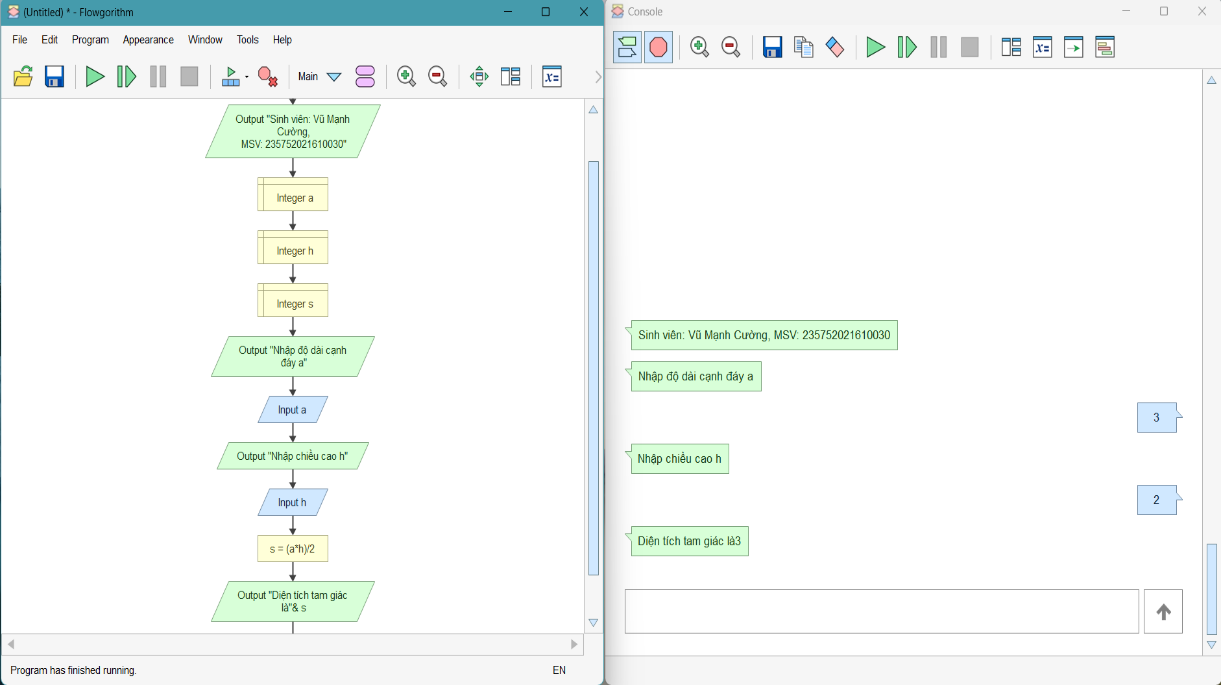 (Untitled) * - Flowgorithm
File Edit Program Appearance Window Tools Help
Main
Output "Sinh viên: Vũ Mạnh
Cường,
MSV: 235752021610030"
Integer a
Integer h
Integer s
Output "Nhập độ dài cạnh
đáy a"
Input a
Output "Nhập chiều cao h"
Input h
s = (a*h)/2
Output "Diện tích tam giác
là"& s
Program has finished running.
EN
Console
Sinh viên: Vũ Mạnh Cường, MSV: 235752021610030
Nhập độ dài cạnh đáy a
3
Nhập chiều cao h
2
Diện tích tam giác là3